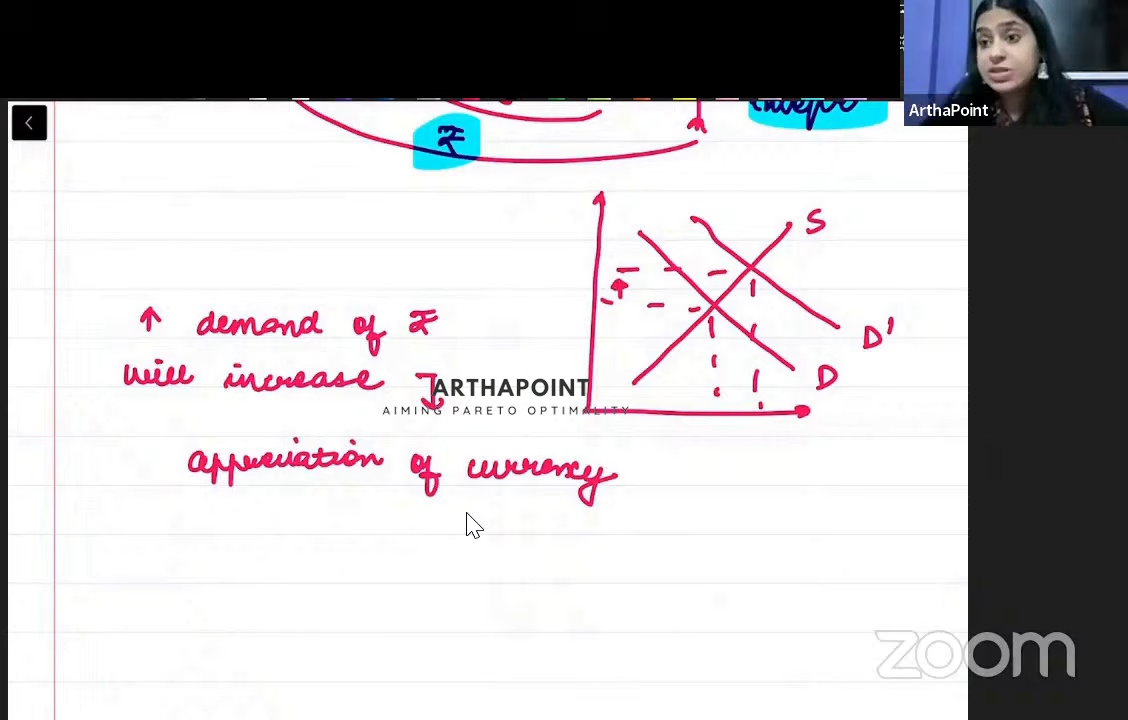 ArthaPoint
₹
S
↑ demand of ₹
D'
will increase
D
ARTHAPOINT
AIMING PARETO OPTIMALITY
appreciation of currency
zoom